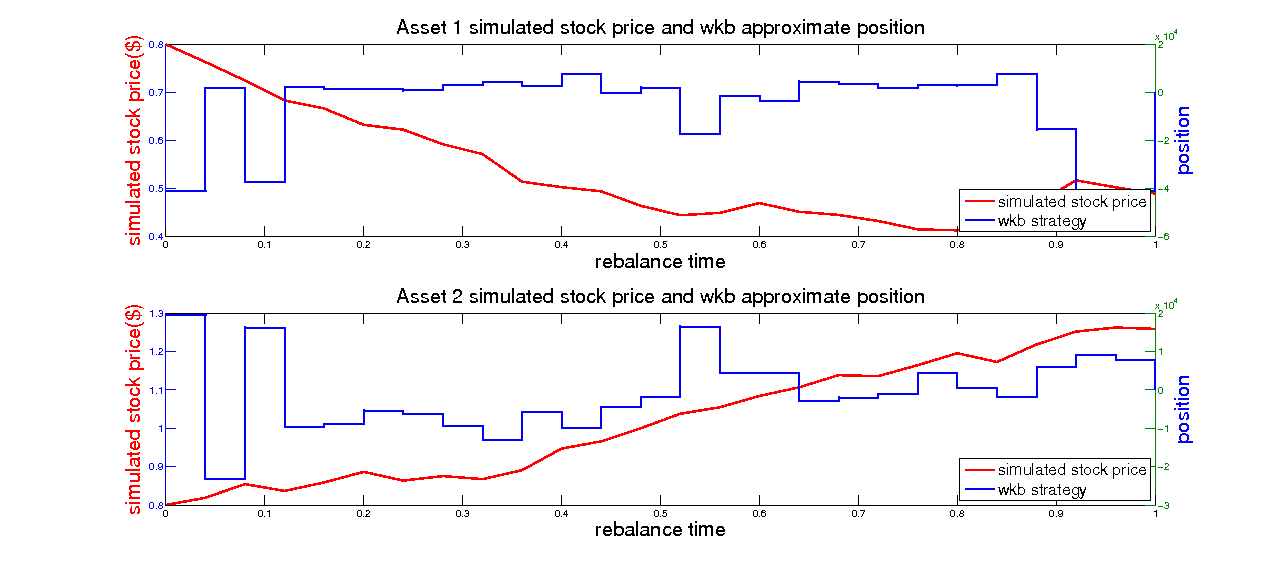 Asset 1 simulated stock price and wkb approximate position
x 10^4
simulated stock price($)
0.8
0.7
0.6
0.5
0.4
2
0
-2
-4
-6
position
simulated stock price
wkb strategy
0 0.1 0.2 0.3 0.4 0.5 0.6 0.7 0.8 0.9 1
rebalance time
Asset 2 simulated stock price and wkb approximate position
x 10^4
simulated stock price($)
1.3
1.2
1.1
1
0.9
0.8
2
1
0
-1
-2
-3
position
simulated stock price
wkb strategy
0 0.1 0.2 0.3 0.4 0.5 0.6 0.7 0.8 0.9 1
rebalance time